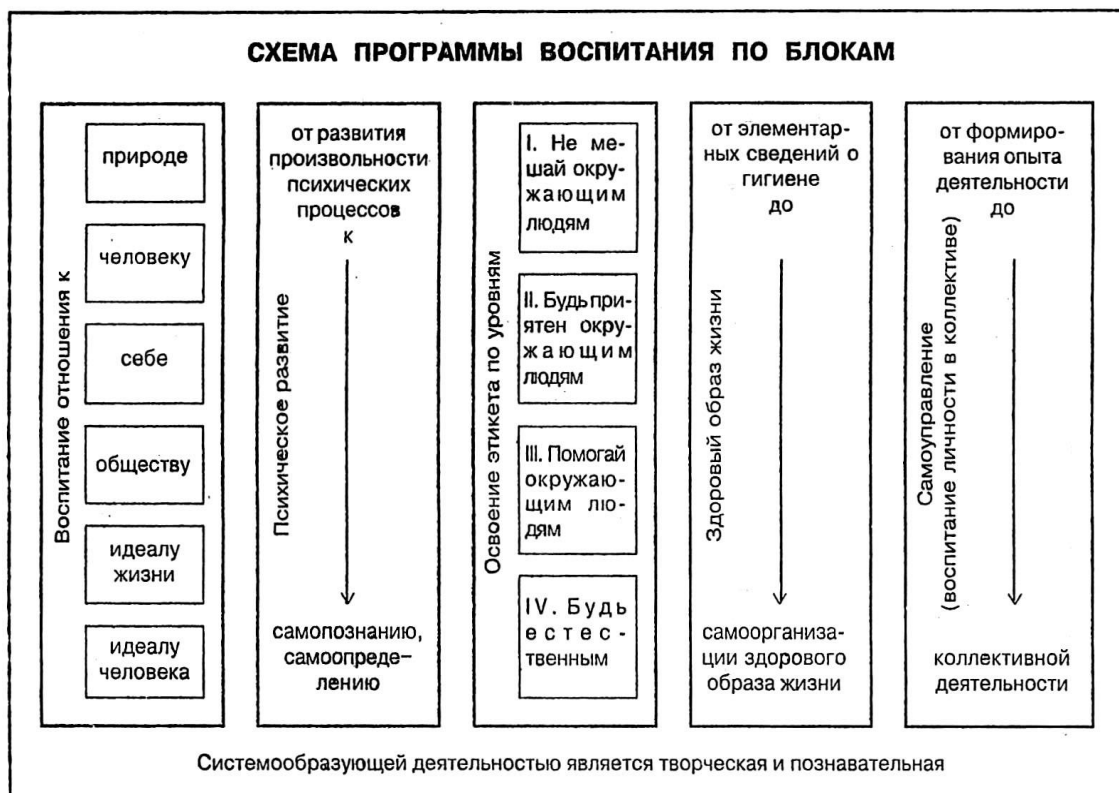 СХЕМА ПРОГРАММЫ ВОСПИТАНИЯ ПО БЛОКАМ
Воспитание отношения к
природе
человеку
себе
обществу
идеалу
жизни
идеалу
человека
Психическое развитие
от развития
произвольности
психических
процессов
к
самопознанию,
самоопреде-
лению
Освоение этикета по уровням
I. Не ме-
шай окру-
жающим
людям
II. Будь при-
ятен окру-
жающим
людям
III. Помогай
окружаю-
щим лю-
дям
IV. Будь
естес-
твенным
Здоровый образ жизни
от элементар-
ных сведений о
гигиене
до
самоорганиза-
ции здорового
образа жизни
Самоуправление
(воспитание личности в коллективе)
от формиро-
вания опыта
деятельности
до
коллективной
деятельности
Системообразующей деятельностью является творческая и познавательная